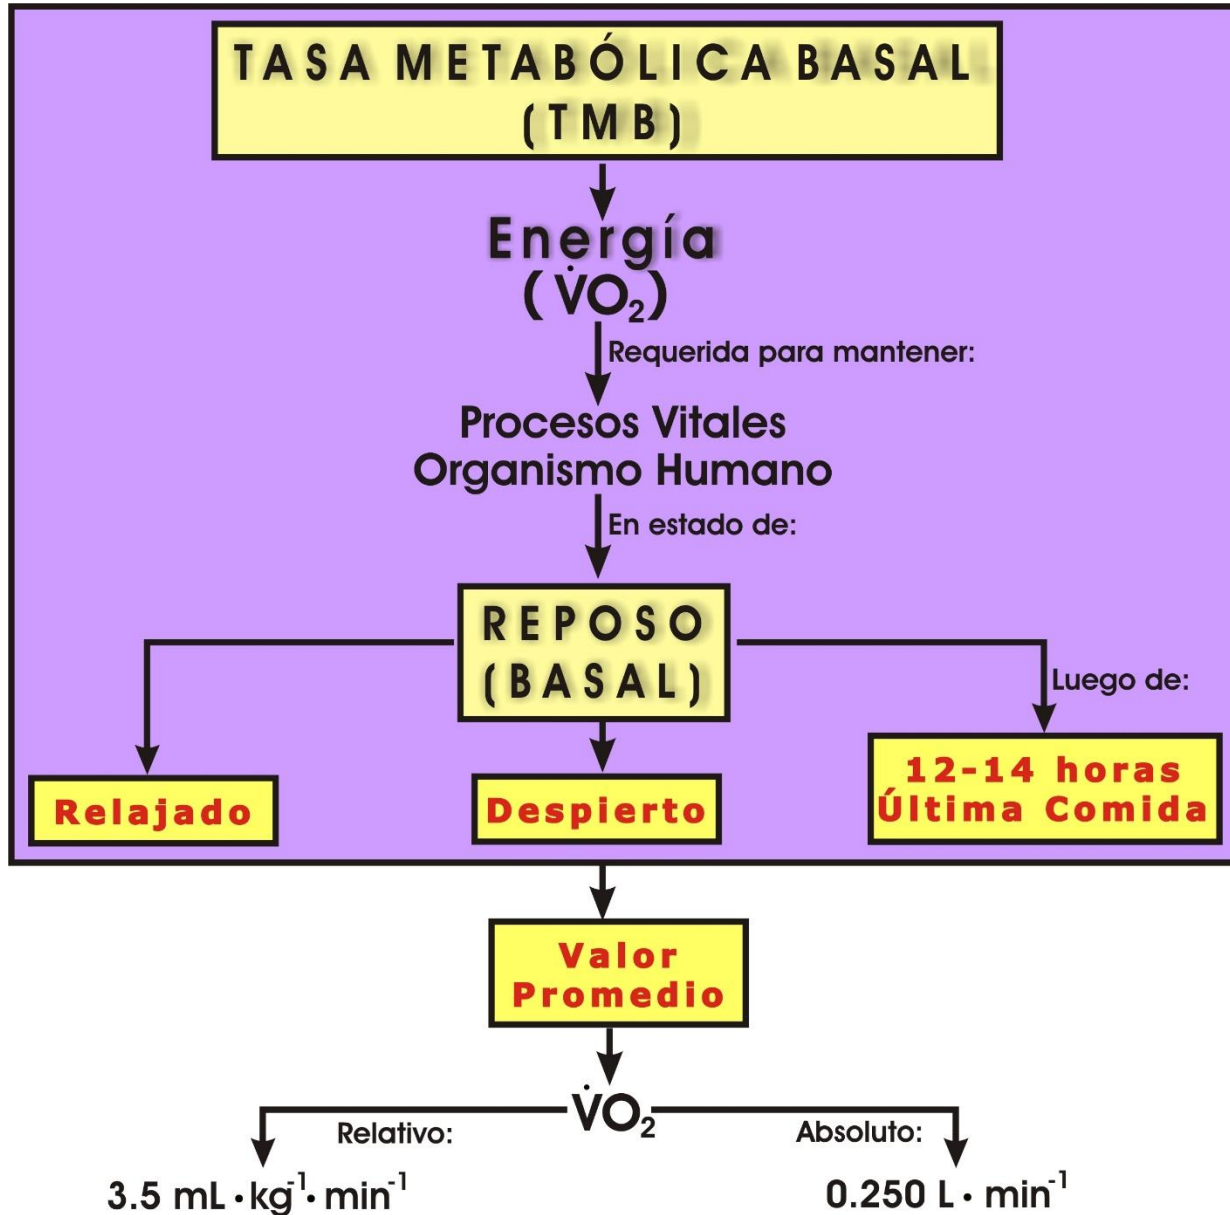 TASA METABÓLICA BASAL
(TMB)
Energía
(V̇O₂)
Requerida para mantener:
Procesos Vitales
Organismo Humano
En estado de:
REPOSO
(BASAL)
Luego de:
Relajado
Despierto
12-14 horas
Última Comida
Valor
Promedio
V̇O₂
Relativo:
Absoluto:
3.5 mL · kg⁻¹ · min⁻¹
0.250 L · min⁻¹